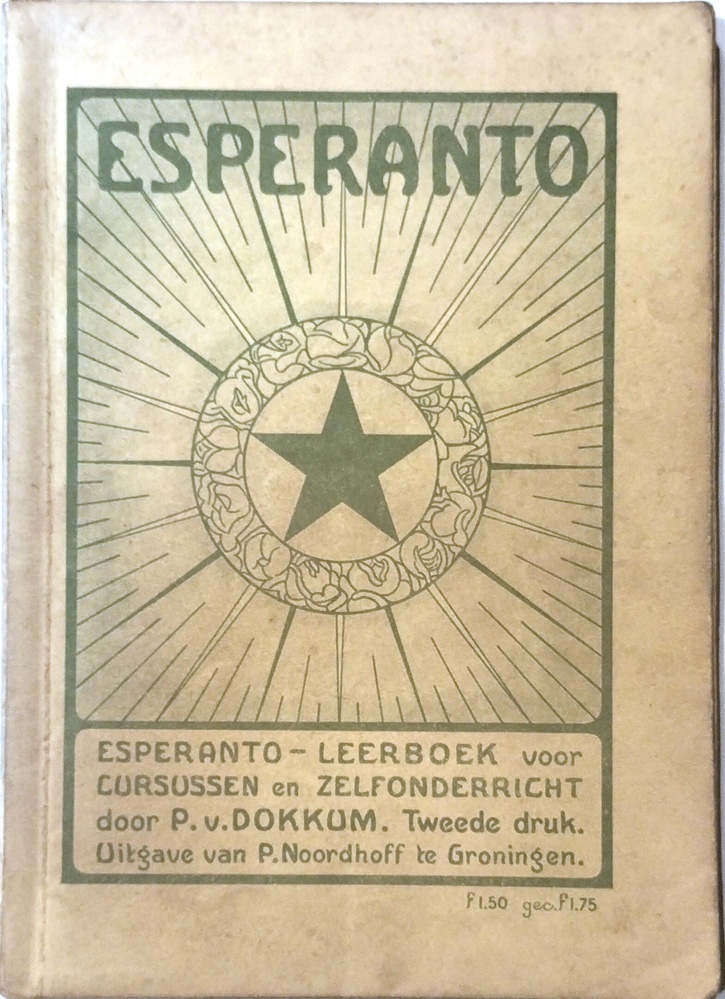 ESPERANTO
ESPERANTO – LEERBOEK voor
CURSUSSEN en ZELFONDERRICHT
door P. v. DOKKUM. Tweede druk.
Uitgave van P. Noordhoff te Groningen.
f 1.50 geb. f 1.75